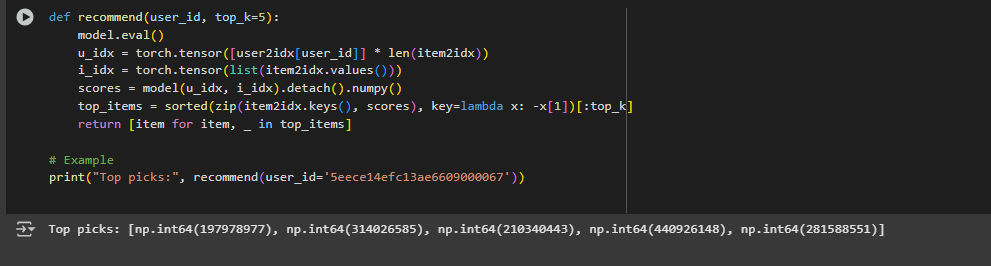 def recommend(user_id, top_k=5):
    model.eval()
    u_idx = torch.tensor([user2idx[user_id]] * len(item2idx))
    i_idx = torch.tensor(list(item2idx.values()))
    scores = model(u_idx, i_idx).detach().numpy()
    top_items = sorted(zip(item2idx.keys(), scores), key=lambda x: -x[1])[:top_k]
    return [item for item, _ in top_items]

# Example
print("Top picks:", recommend(user_id='5eece14efc13ae6609000067'))
Top picks: [np.int64(197978977), np.int64(314026585), np.int64(210340443), np.int64(440926148), np.int64(281588551)]